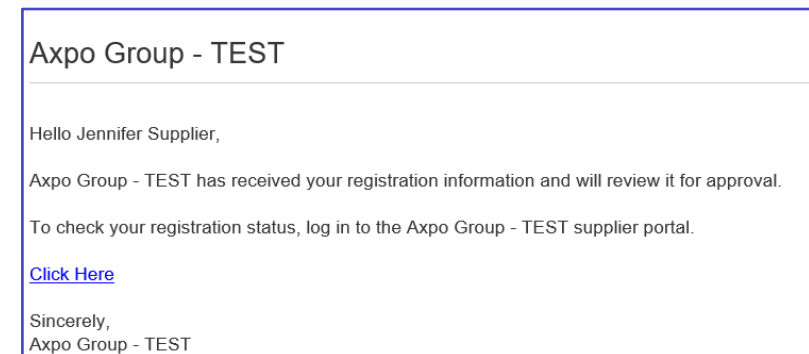 Axpo Group - TEST
Hello Jennifer Supplier,
Axpo Group - TEST has received your registration information and will review it for approval.
To check your registration status, log in to the Axpo Group - TEST supplier portal.
Click Here
Sincerely,
Axpo Group - TEST